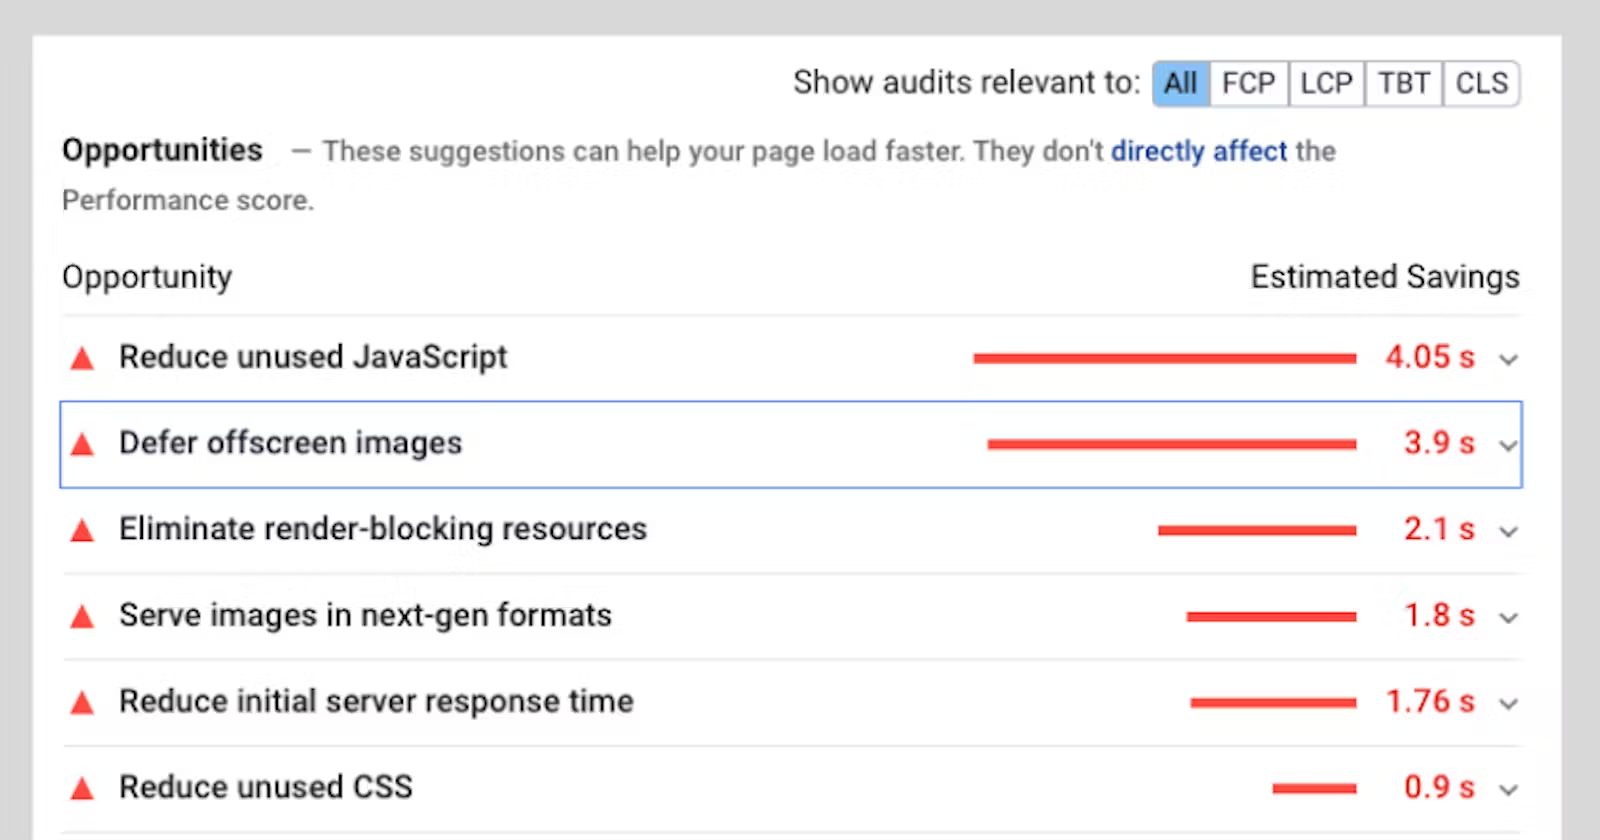 Show audits relevant to: All FCP LCP TBT CLS
Opportunities — These suggestions can help your page load faster. They don't directly affect the
Performance score.
Opportunity Estimated Savings
Reduce unused JavaScript 4.05 s
Defer offscreen images 3.9 s
Eliminate render-blocking resources 2.1 s
Serve images in next-gen formats 1.8 s
Reduce initial server response time 1.76 s
Reduce unused CSS 0.9 s